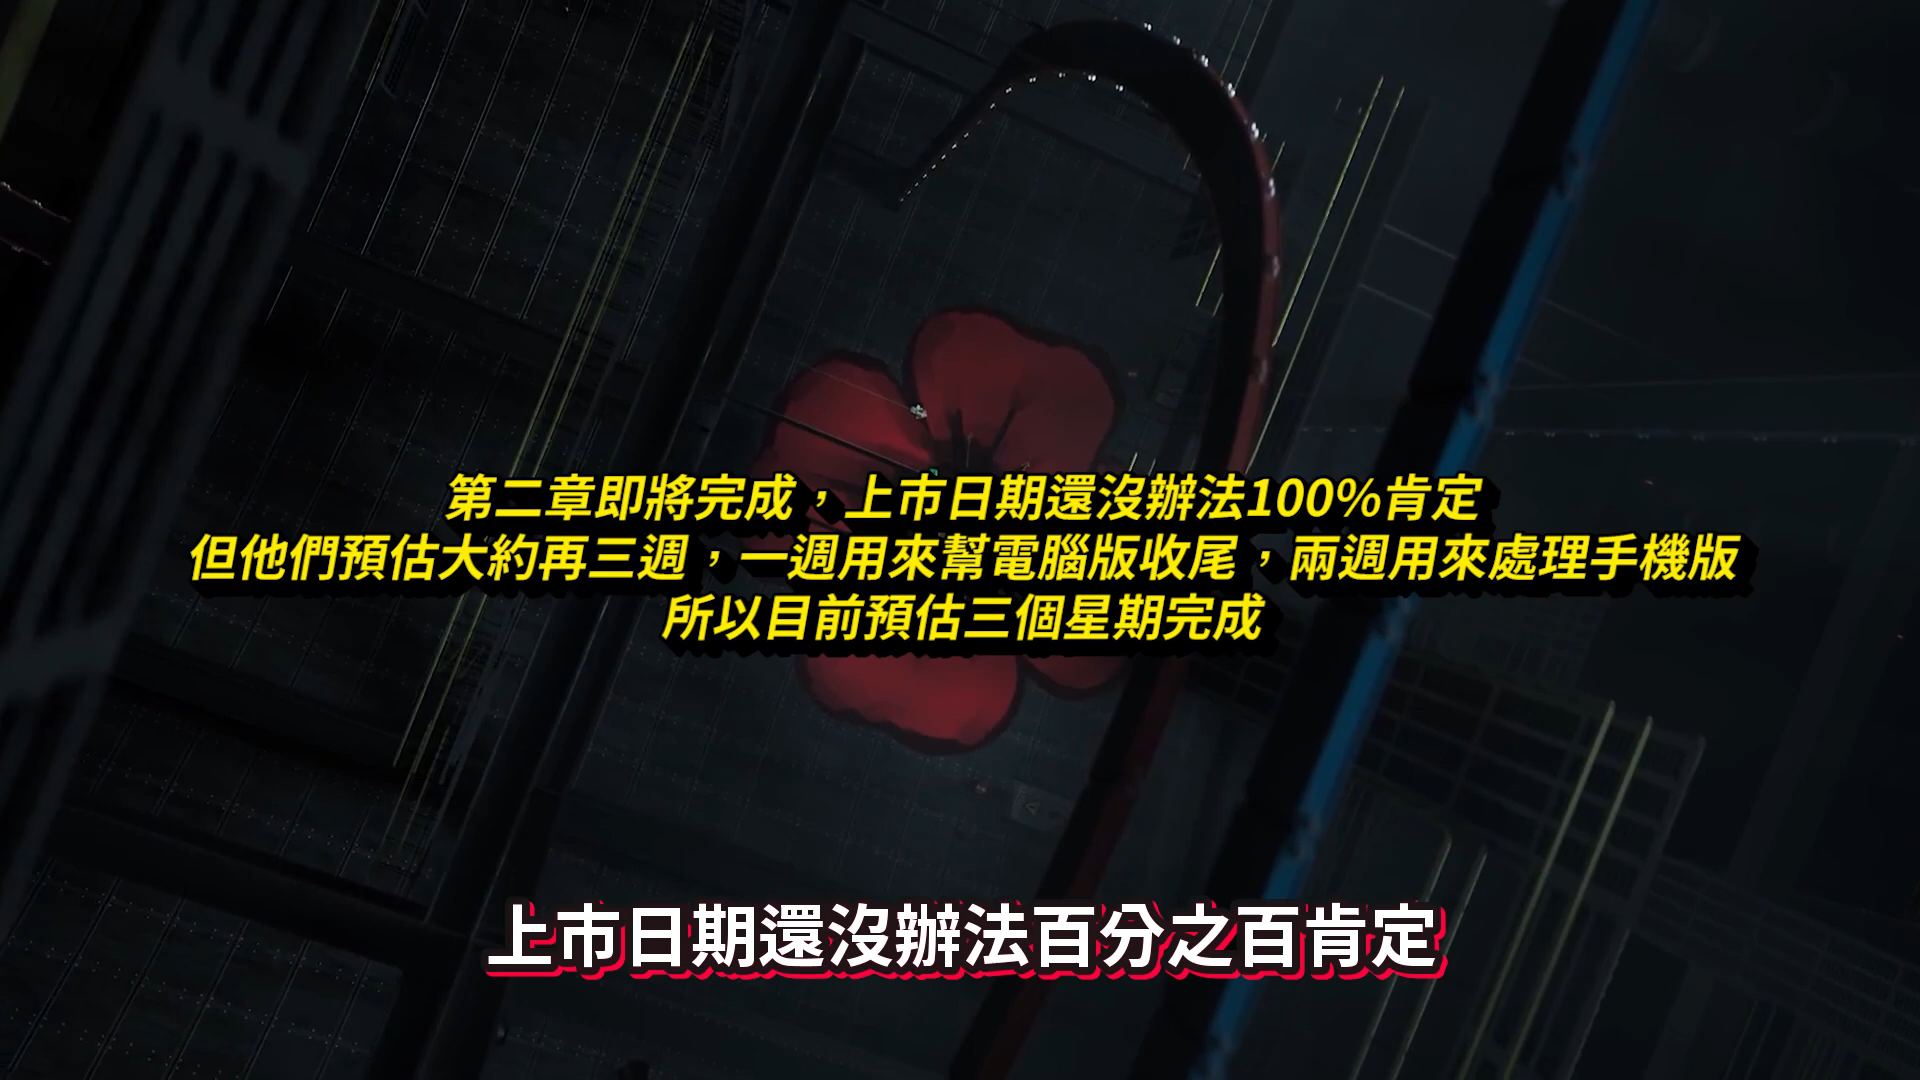 第二章即將完成，上市日期還沒辦法100%肯定
但他們預估大約再三週，一週用來幫電腦版收尾，兩週用來處理手機版
所以目前預估三個星期完成
上市日期還沒辦法百分之百肯定